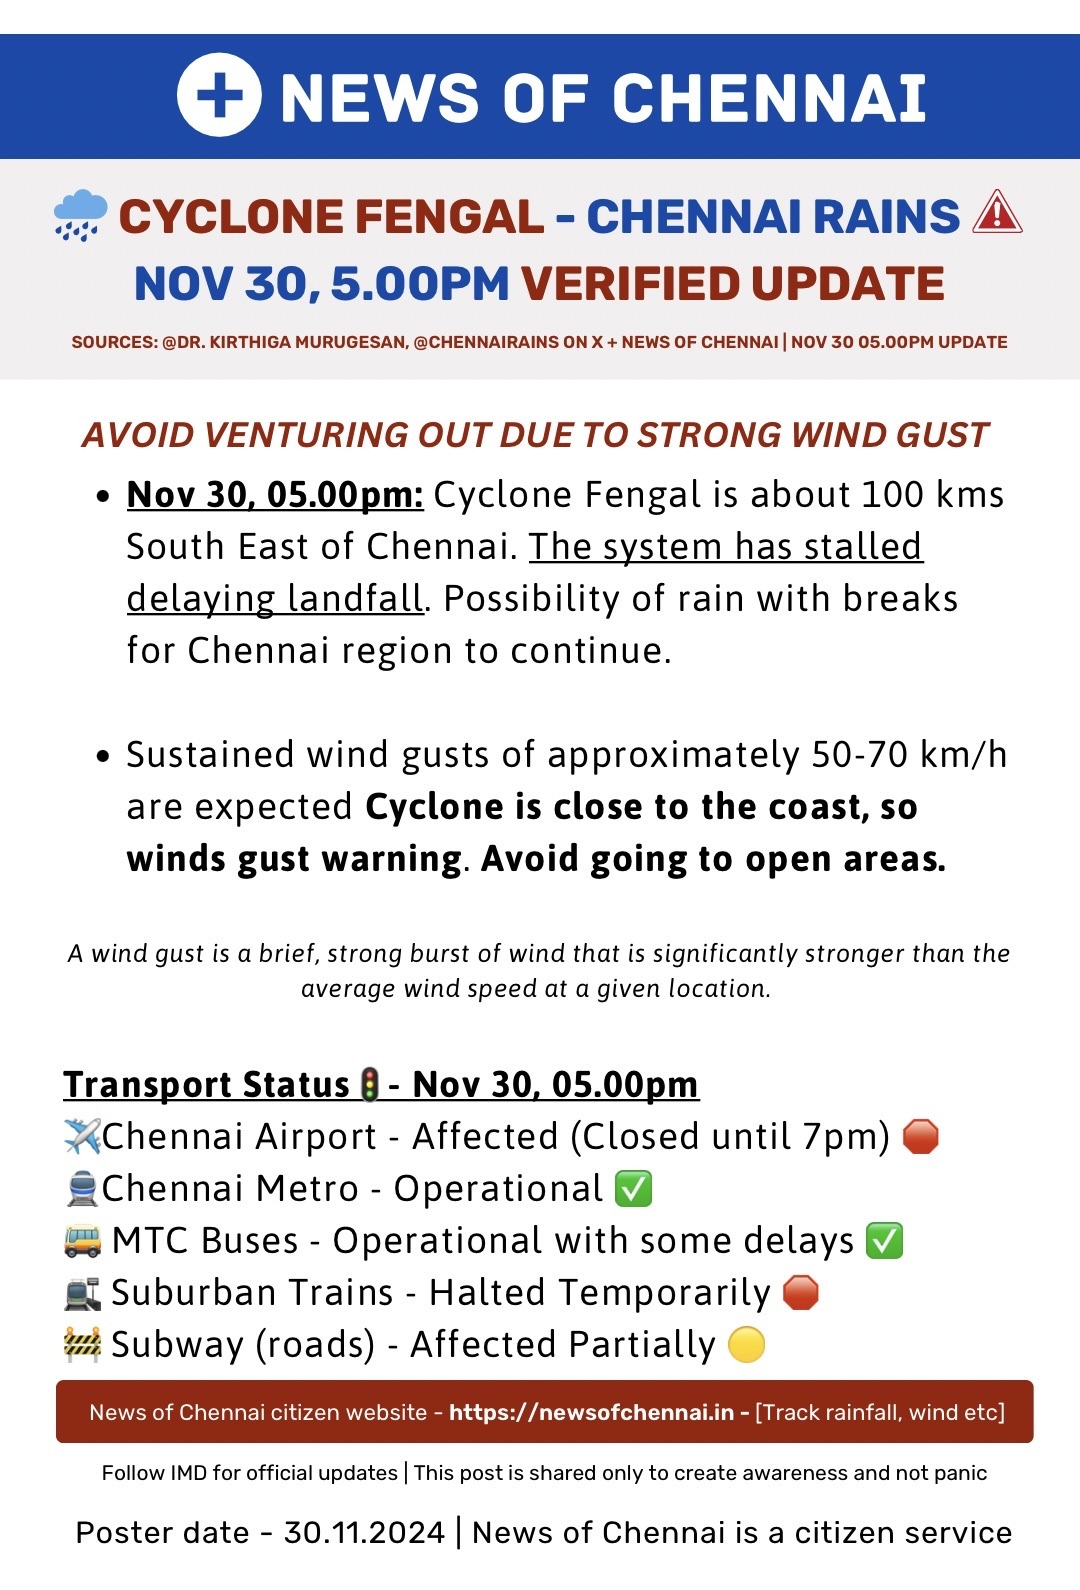 NEWS OF CHENNAI
CYCLONE FENGAL - CHENNAI RAINS
NOV 30, 5.00PM VERIFIED UPDATE
SOURCES: @DR. KIRTHIGA MURUGESAN, @CHENNAIRAINS ON X + NEWS OF CHENNAI | NOV 30 05.00PM UPDATE
AVOID VENTURING OUT DUE TO STRONG WIND GUST
• Nov 30, 05.00pm: Cyclone Fengal is about 100 kms
South East of Chennai. The system has stalled
delaying landfall. Possibility of rain with breaks
for Chennai region to continue.
• Sustained wind gusts of approximately 50-70 km/h
are expected Cyclone is close to the coast, so
winds gust warning. Avoid going to open areas.
A wind gust is a brief, strong burst of wind that is significantly stronger than the
average wind speed at a given location.
Transport Status🚦- Nov 30, 05.00pm
✈️Chennai Airport - Affected (Closed until 7pm) 🛑
🚆Chennai Metro - Operational ✅
🚌 MTC Buses - Operational with some delays ✅
🚉 Suburban Trains - Halted Temporarily 🛑
🚧 Subway (roads) - Affected Partially 🟡
News of Chennai citizen website - https://newsofchennai.in - [Track rainfall, wind etc]
Follow IMD for official updates | This post is shared only to create awareness and not panic
Poster date - 30.11.2024 | News of Chennai is a citizen service